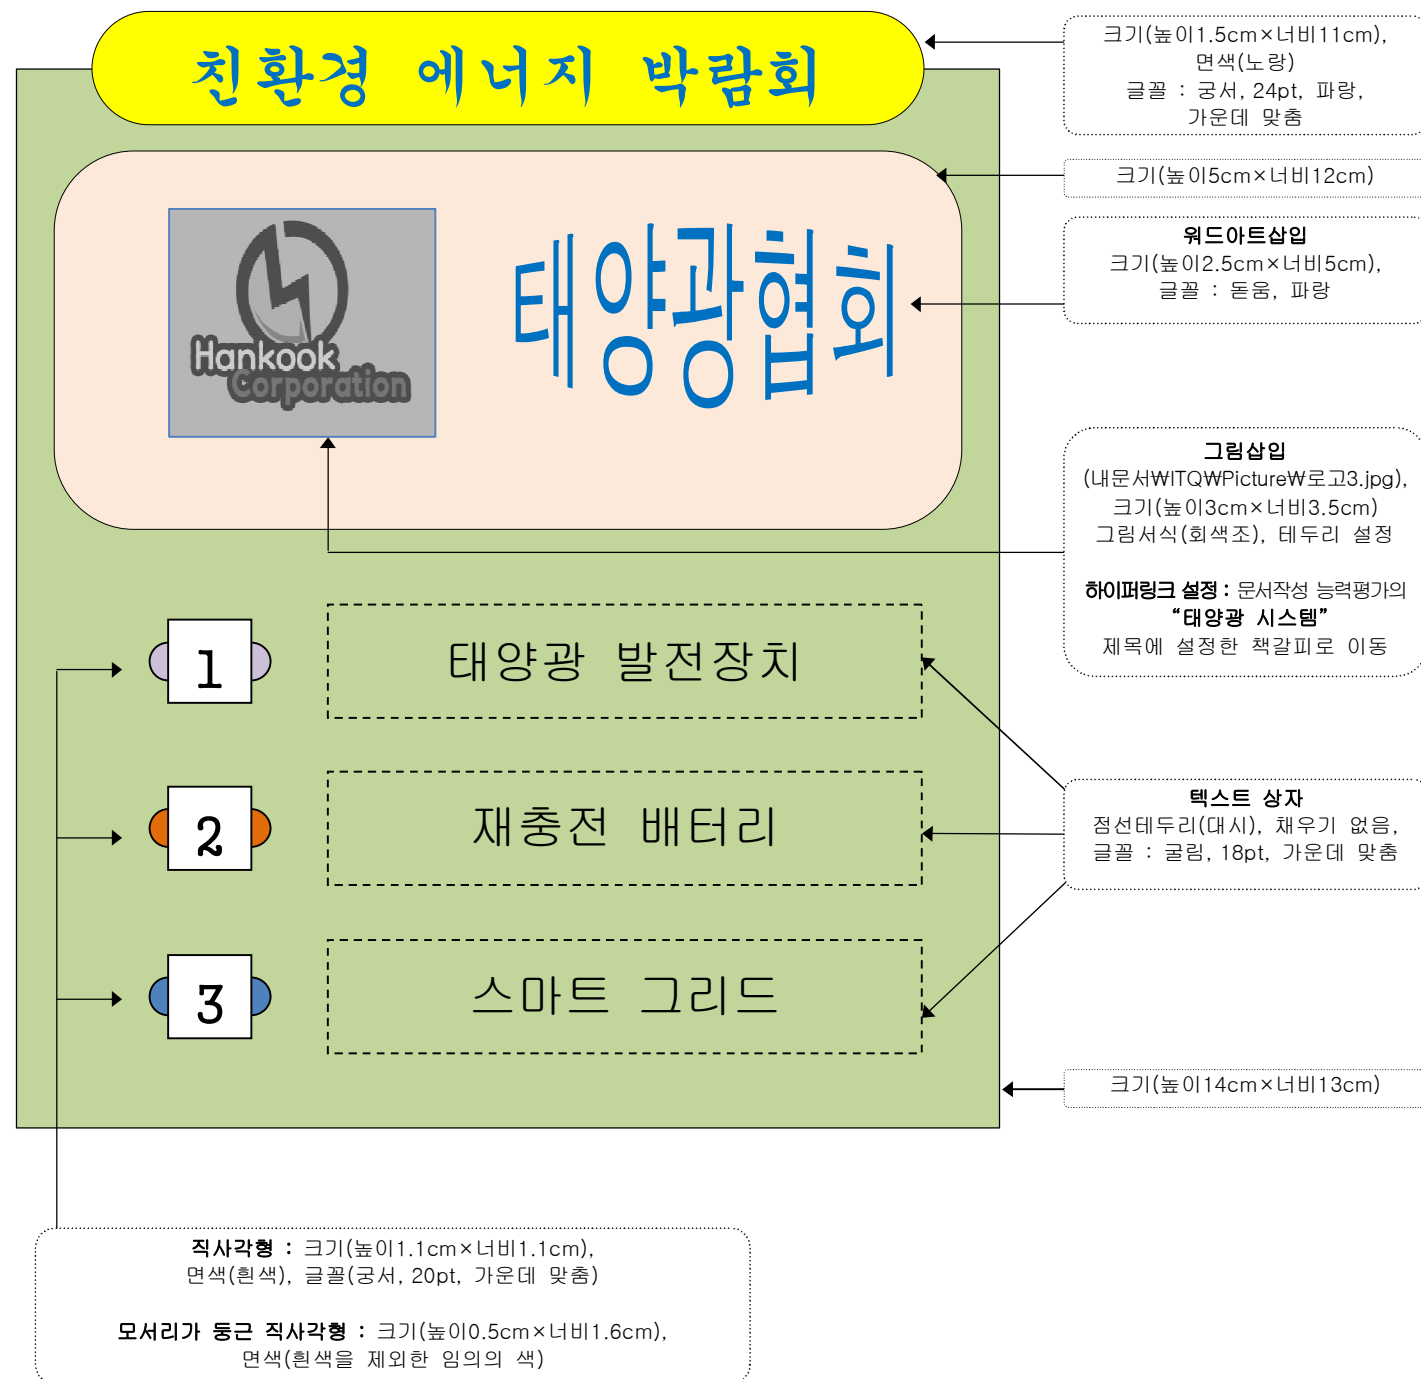 친환경 에너지 박람회
크기(높이1.5cm×너비11cm),
면색(노랑)
글꼴 : 궁서, 24pt, 파랑,
가운데 맞춤
크기(높이5cm×너비12cm)
Hankook
Corporation
태양광협회
워드아트삽입
크기(높이2.5cm×너비5cm),
글꼴 : 돋움, 파랑
그림삽입
(내문서₩ITQ₩Picture₩로고3.jpg),
크기(높이3cm×너비3.5cm)
그림서식(회색조), 테두리 설정
하이퍼링크 설정 : 문서작성 능력평가의
“태양광 시스템”
제목에 설정한 책갈피로 이동
1
태양광 발전장치
2
재충전 배터리
3
스마트 그리드
텍스트 상자
점선테두리(대시), 채우기 없음,
글꼴 : 굴림, 18pt, 가운데 맞춤
크기(높이14cm×너비13cm)
직사각형 : 크기(높이1.1cm×너비1.1cm),
면색(흰색), 글꼴(궁서, 20pt, 가운데 맞춤)
모서리가 둥근 직사각형 : 크기(높이0.5cm×너비1.6cm),
면색(흰색을 제외한 임의의 색)